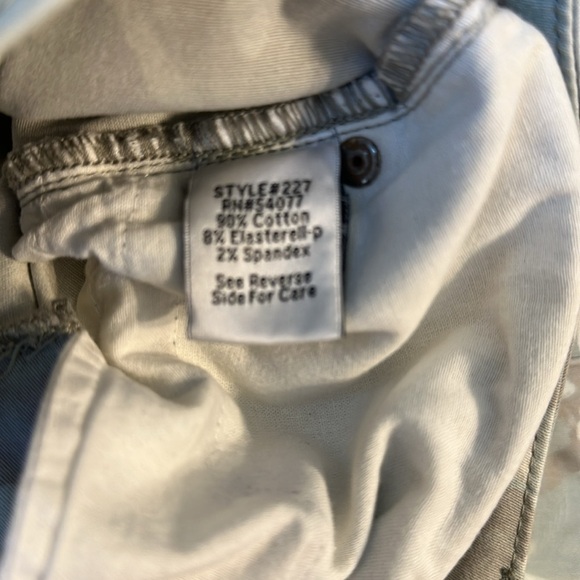 STYLE#227
RN#54077
90% Cotton
8% Elasterell-p
2% Spandex
See Reverse
Side For Care